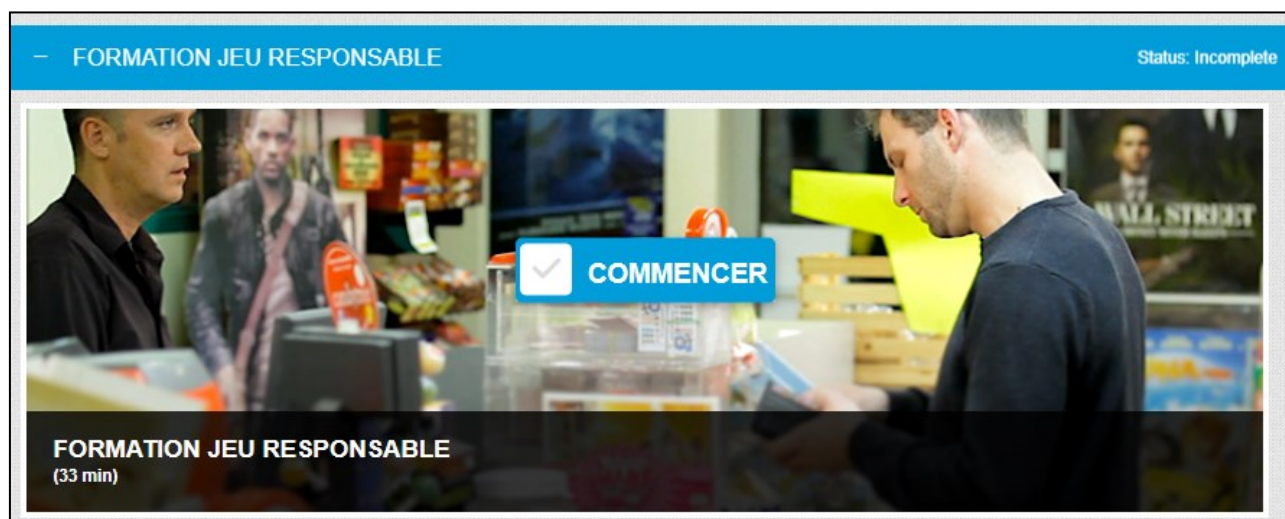 − FORMATION JEU RESPONSABLE
Status: Incomplete
WALL STREET
COMMENCER
FORMATION JEU RESPONSABLE
(33 min)